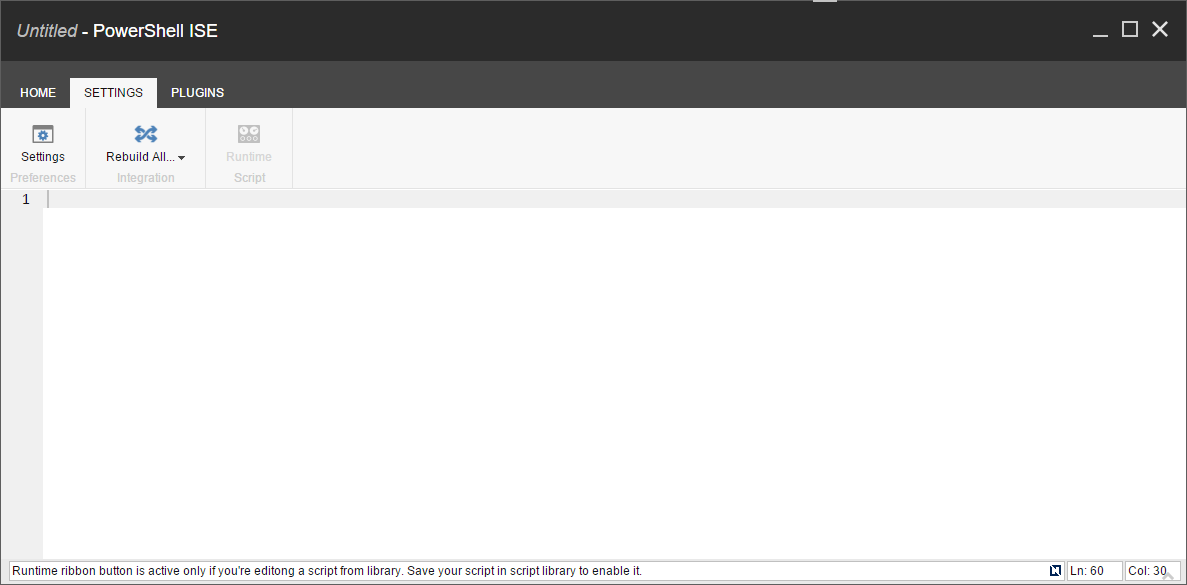 Untitled - PowerShell ISE
HOME SETTINGS PLUGINS
Settings Rebuild All... Runtime
Preferences Integration Script
1
Runtime ribbon button is active only if you're editong a script from library. Save your script in script library to enable it. Ln: 60 Col: 30